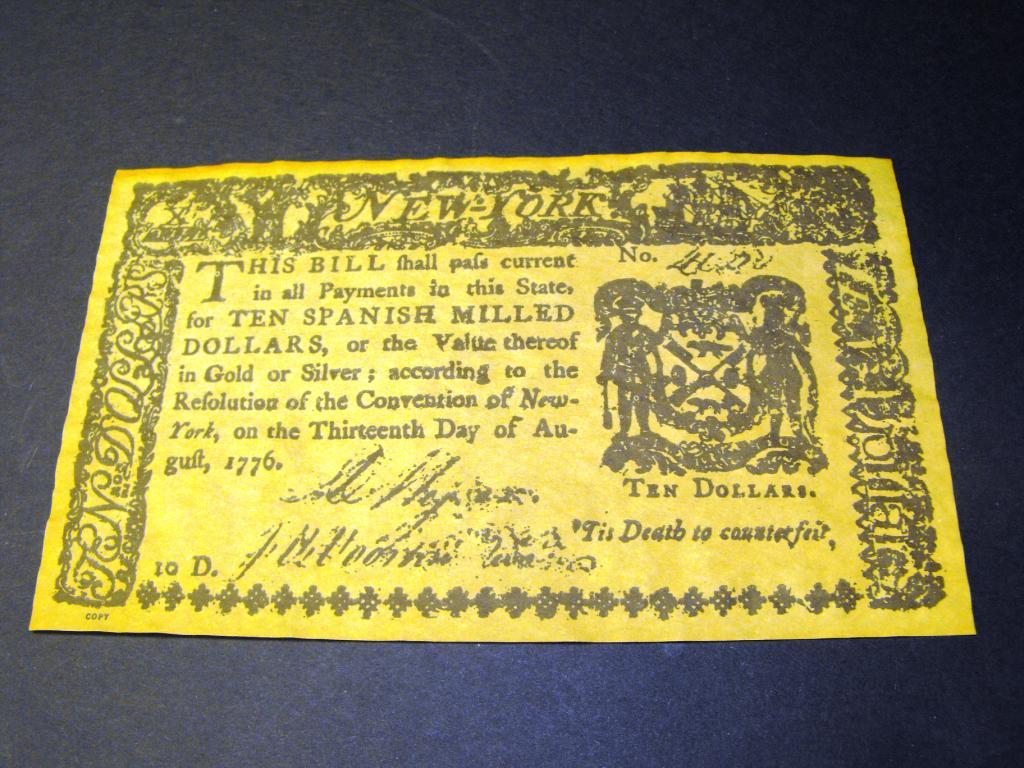 X
NEW-YORK
No.
THIS BILL ſhall paſs current
in all Payments in this State,
for TEN SPANISH MILLED
DOLLARS, or the Value thereof
in Gold or Silver; according to the
Reſolution of the Convention of New-
York, on the Thirteenth Day of Au-
guſt, 1776.
TEN DOLLARS.
'Tis Death to counterfeit,
10 D.
TEN DOLLARS
COPY